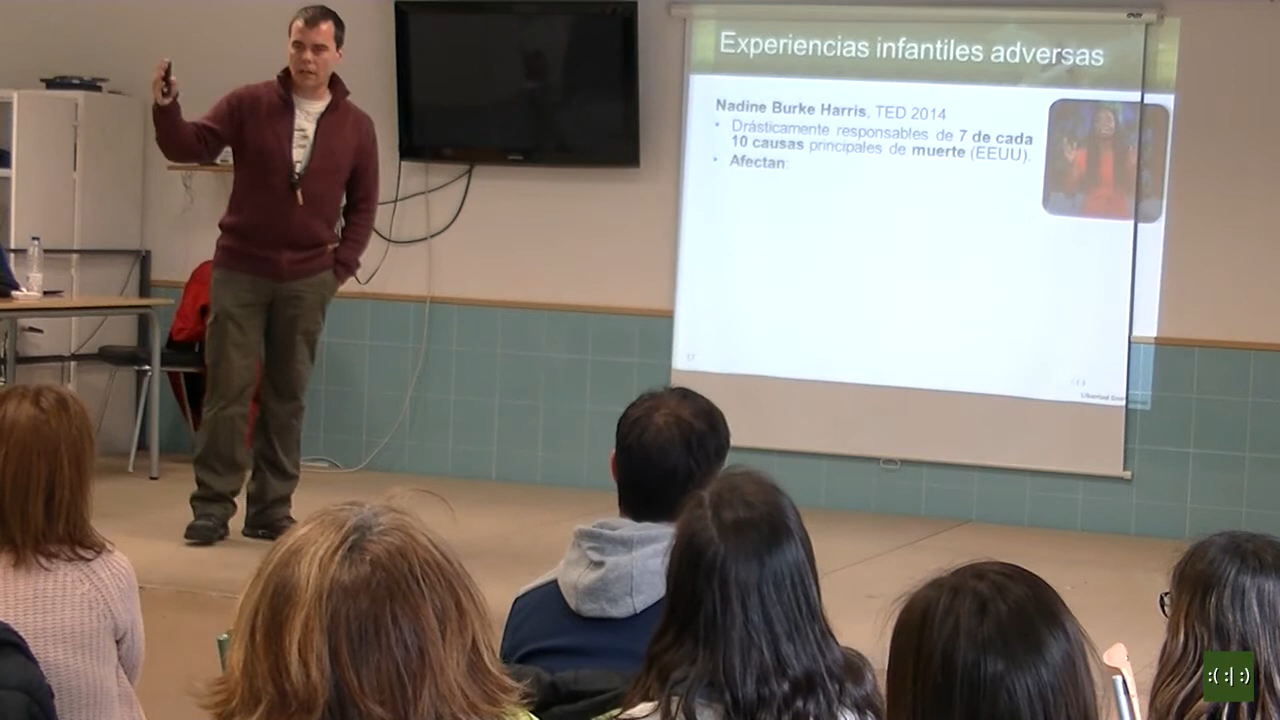 Experiencias infantiles adversas
Nadine Burke Harris, TED 2014
• Drásticamente responsables de 7 de cada
10 causas principales de muerte (EEUU).
• Afectan:
17
:( :| :)